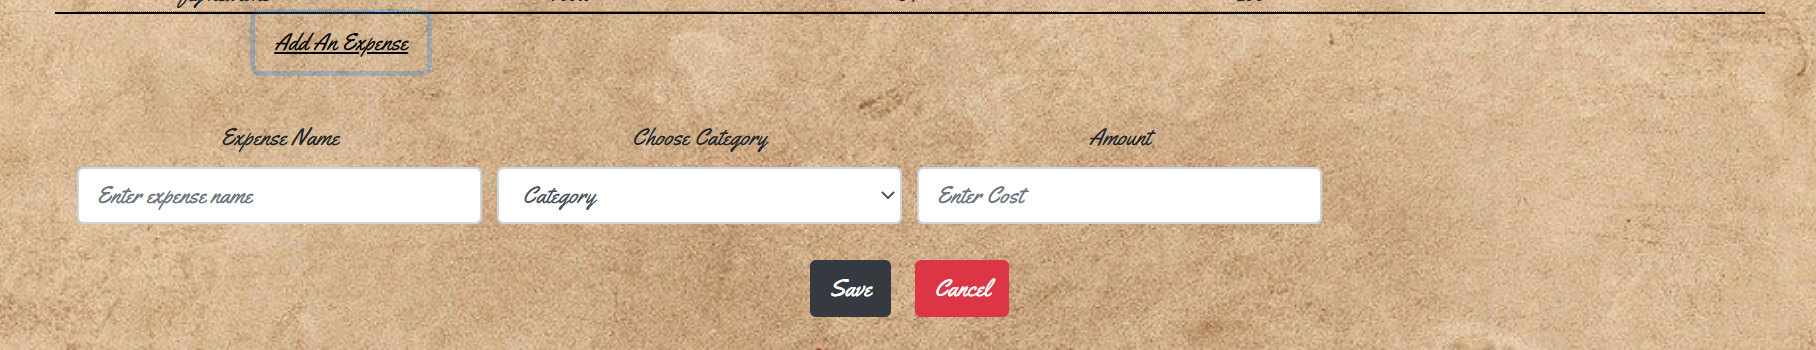 Add An Expense
Expense Name Choose Category Amount
Enter expense name Category Enter Cost
Save Cancel